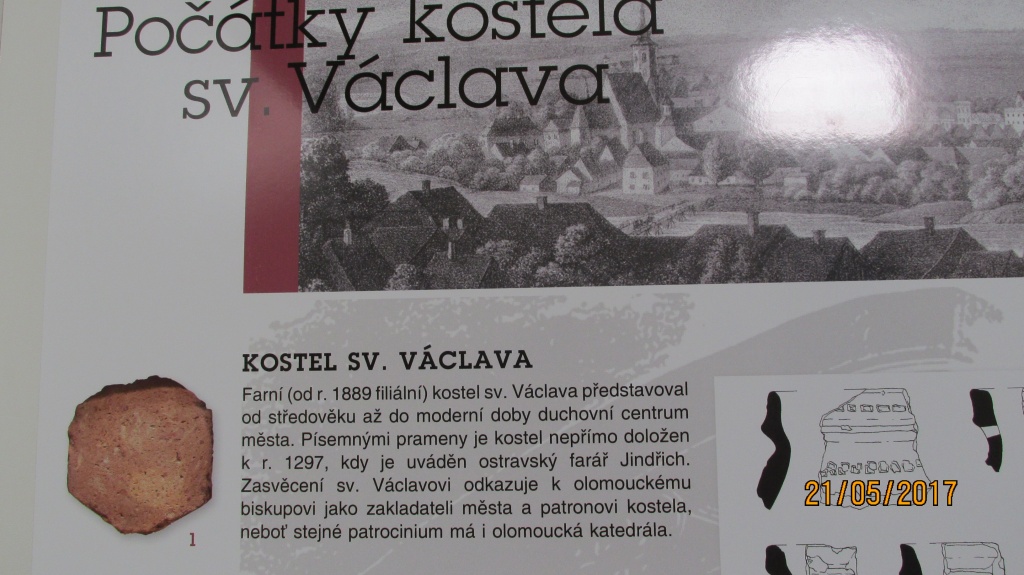 Počátky kostela
sv. Václava
KOSTEL SV. VÁCLAVA
Farní (od r. 1889 filiální) kostel sv. Václava představoval
od středověku až do moderní doby duchovní centrum
města. Písemnými prameny je kostel nepřímo doložen
k r. 1297, kdy je uváděn ostravský farář Jindřich.
Zasvěcení sv. Václavovi odkazuje k olomouckému
biskupovi jako zakladateli města a patronovi kostela,
neboť stejné patrocinium má i olomoucká katedrála.
1
21/05/2017